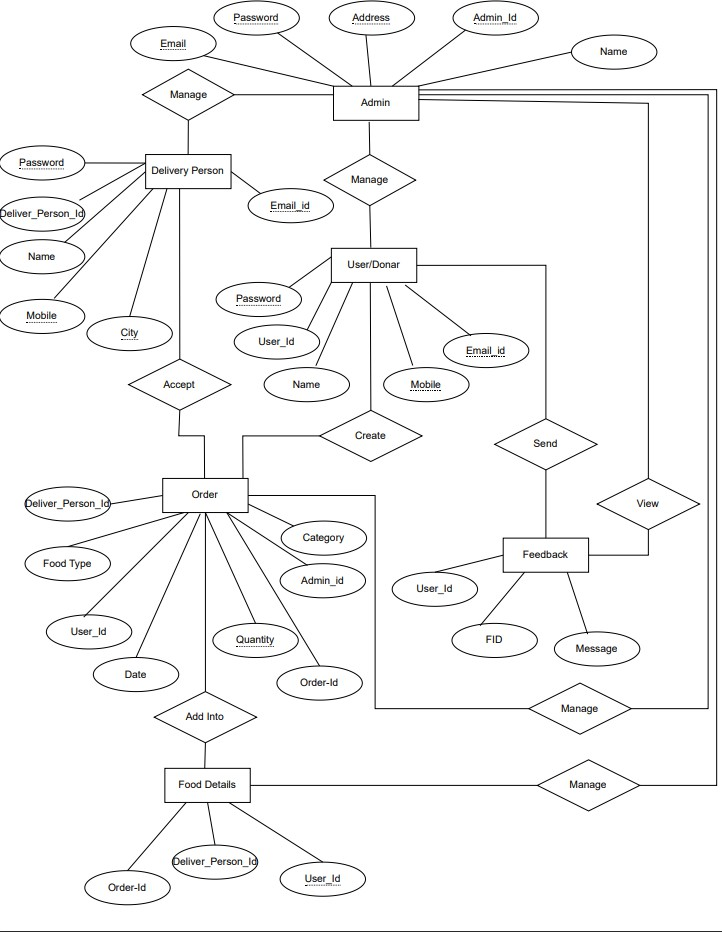 Password
Address
Admin_Id
Email
Name
Manage
Admin
Password
Delivery Person
Manage
Deliver_Person_Id
Email_id
Name
User/Donar
Password
Mobile
City
User_Id
Email_id
Accept
Name
Mobile
Create
Send
Deliver_Person_Id
Order
View
Category
Food Type
Feedback
Admin_id
User_Id
User_Id
Quantity
FID
Message
Date
Order-Id
Add Into
Manage
Food Details
Manage
Deliver_Person_Id
Order-Id
User_Id